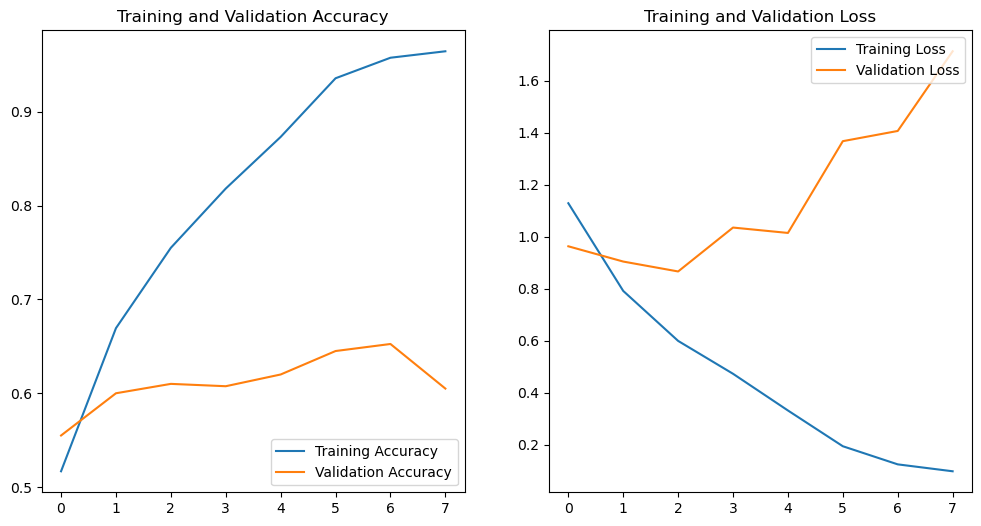 Training and Validation Accuracy
0.9
0.8
0.7
0.6
0.5
0 1 2 3 4 5 6 7
Training Accuracy
Validation Accuracy
Training and Validation Loss
1.6
1.4
1.2
1.0
0.8
0.6
0.4
0.2
0 1 2 3 4 5 6 7
Training Loss
Validation Loss